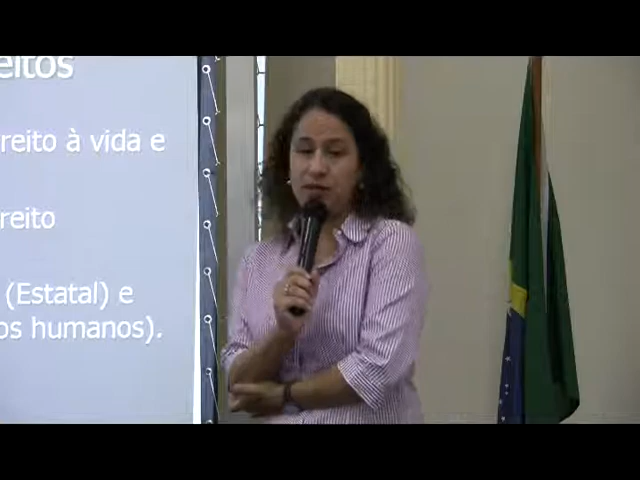 eitos
reito à vida e
reito
(Estatal) e
os humanos).